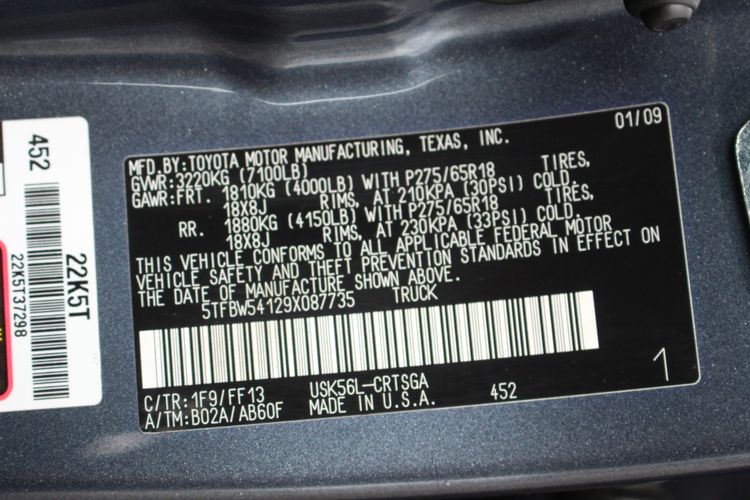 452
22K5T
22K5T37298
MFD.BY:TOYOTA MOTOR MANUFACTURING, TEXAS, INC. 01/09
GVWR:3220KG (7100LB)
GAWR:FRT. 1810KG (4000LB) WITH P275/65R18 TIRES,
18X8J RIMS, AT 210KPA (30PSI) COLD.
RR. 1880KG (4150LB) WITH P275/65R18 TIRES,
18X8J RIMS, AT 230KPA (33PSI) COLD.
THIS VEHICLE CONFORMS TO ALL APPLICABLE FEDERAL MOTOR
VEHICLE SAFETY AND THEFT PREVENTION STANDARDS IN EFFECT ON
THE DATE OF MANUFACTURE SHOWN ABOVE.
5TFBW54129X087735 TRUCK
C/TR:1F9/FF13 USK56L-CRTSGA
A/TM:B02A/AB60F MADE IN U.S.A. 452
1